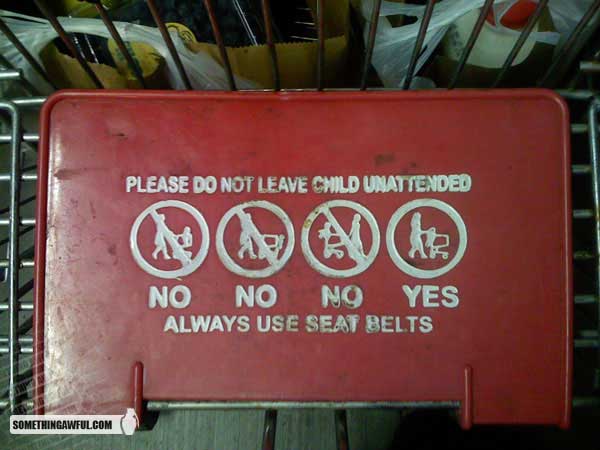 PLEASE DO NOT LEAVE CHILD UNATTENDED
NO NO NO YES
ALWAYS USE SEAT BELTS
SOMETHINGAWFUL.COM